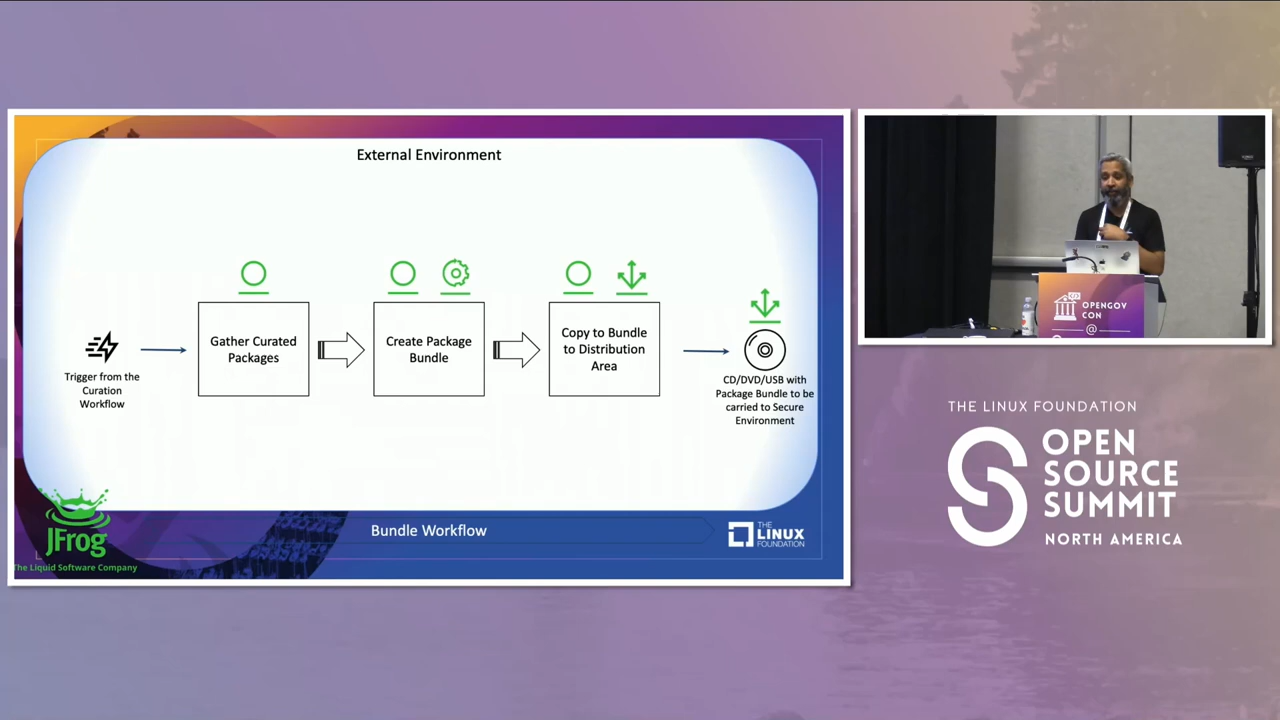 External Environment
Trigger from the
Curation
Workflow
Gather Curated
Packages
Create Package
Bundle
Copy to Bundle
to Distribution
Area
CD/DVD/USB with
Package Bundle to be
carried to Secure
Environment
JFrog
The Liquid Software Company
Bundle Workflow
THE
LINUX
FOUNDATION
OPENGOV
CON
@
THE LINUX FOUNDATION
OPEN
SOURCE
SUMMIT
NORTH AMERICA